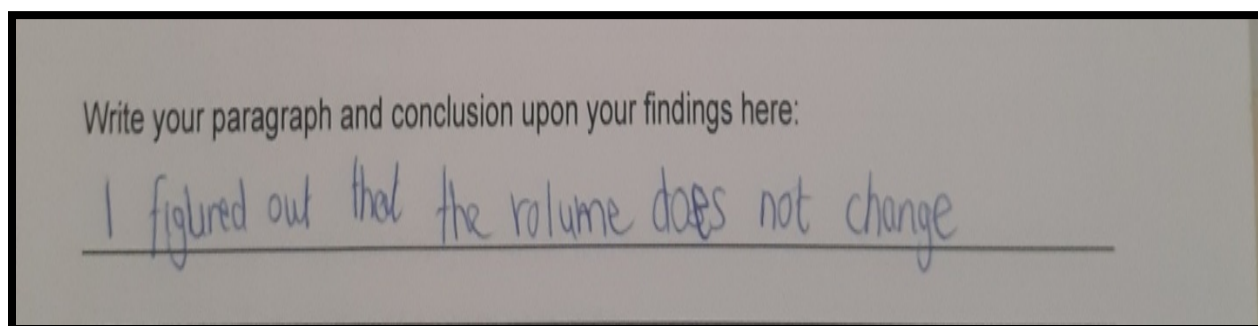 Write your paragraph and conclusion upon your findings here:
I figured out that the volume does not change